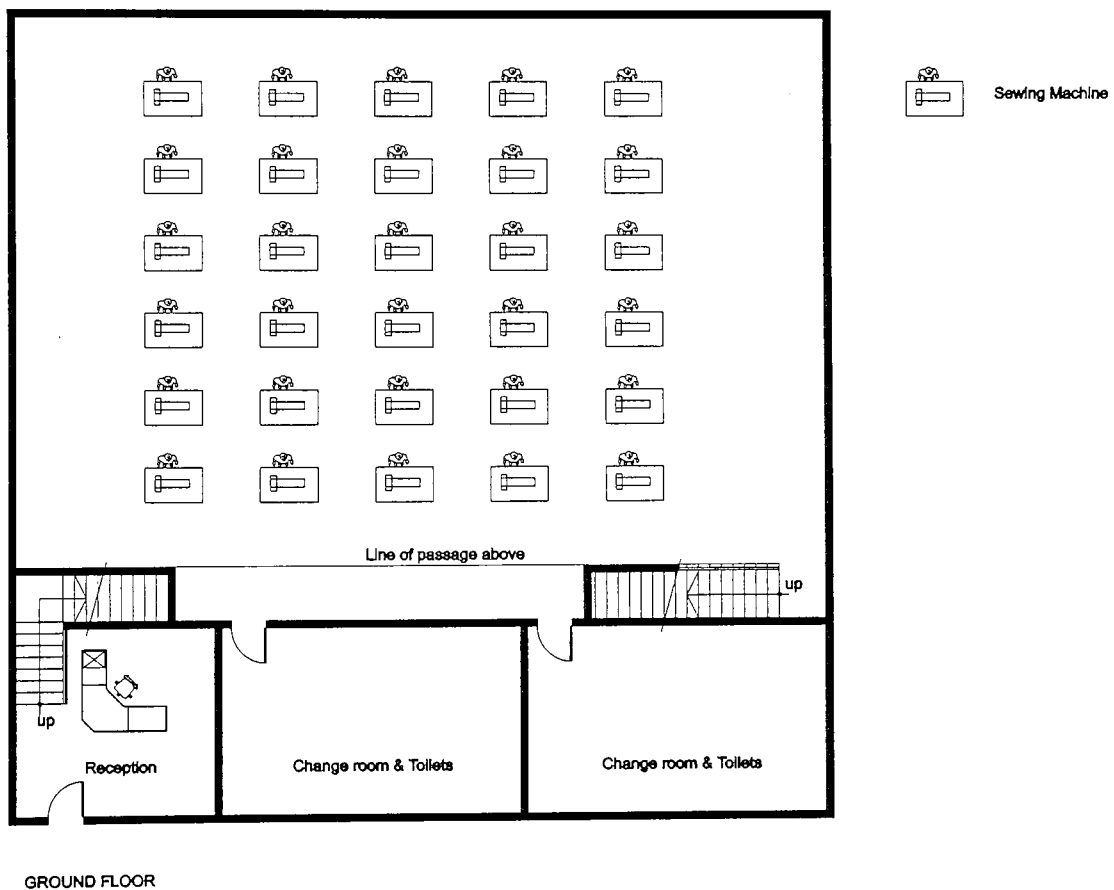 Sewing Machine
Line of passage above
up
up
Reception
Change room & Toilets
Change room & Toilets
GROUND FLOOR